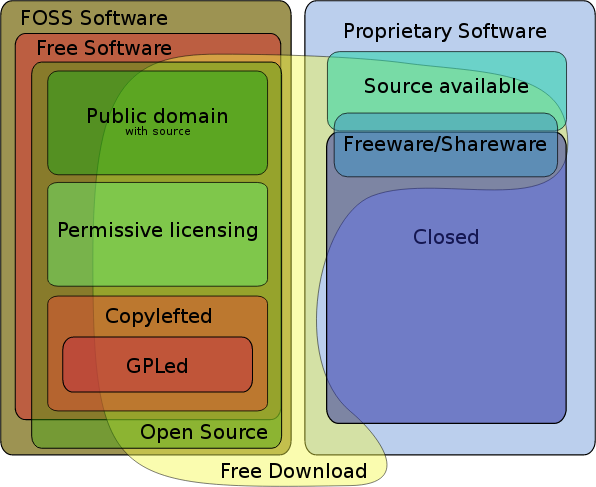 FOSS Software
Free Software
Public domain
with source
Permissive licensing
Copylefted
GPLed
Open Source
Free Download
Proprietary Software
Source available
Freeware/Shareware
Closed